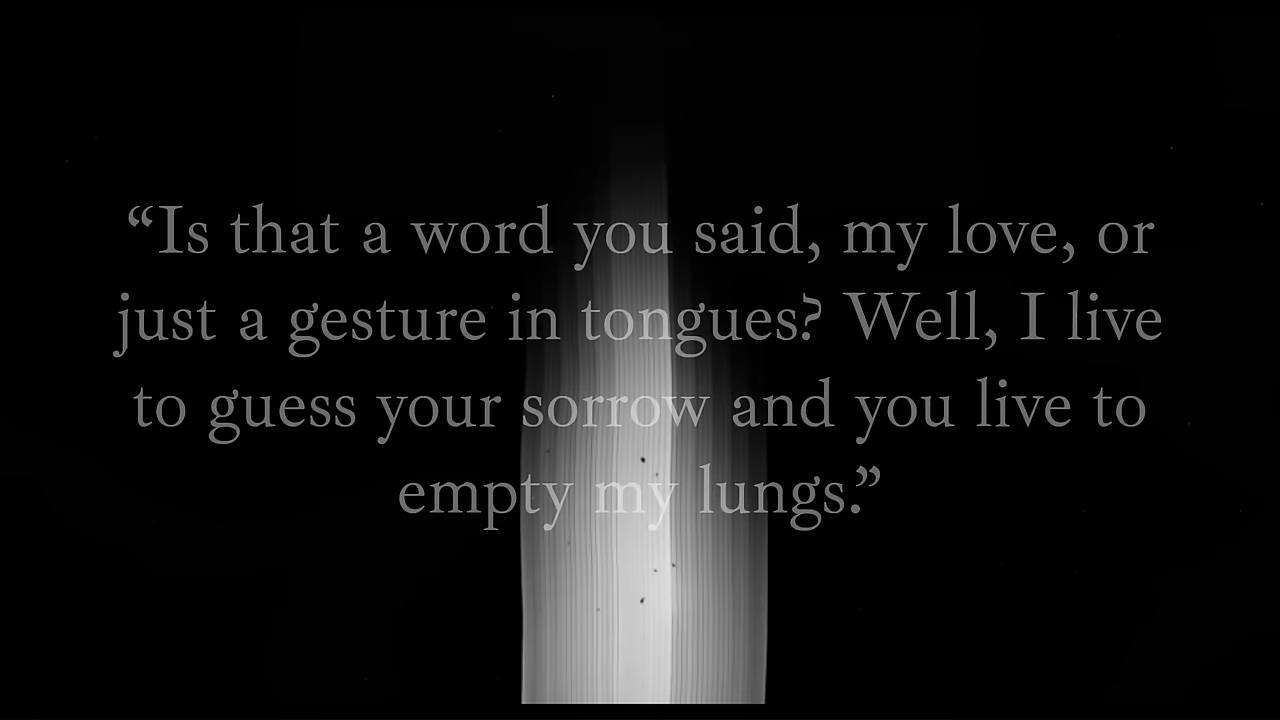 “Is that a word you said, my love, or
just a gesture in tongues? Well, I live
to guess your sorrow and you live to
empty my lungs.”